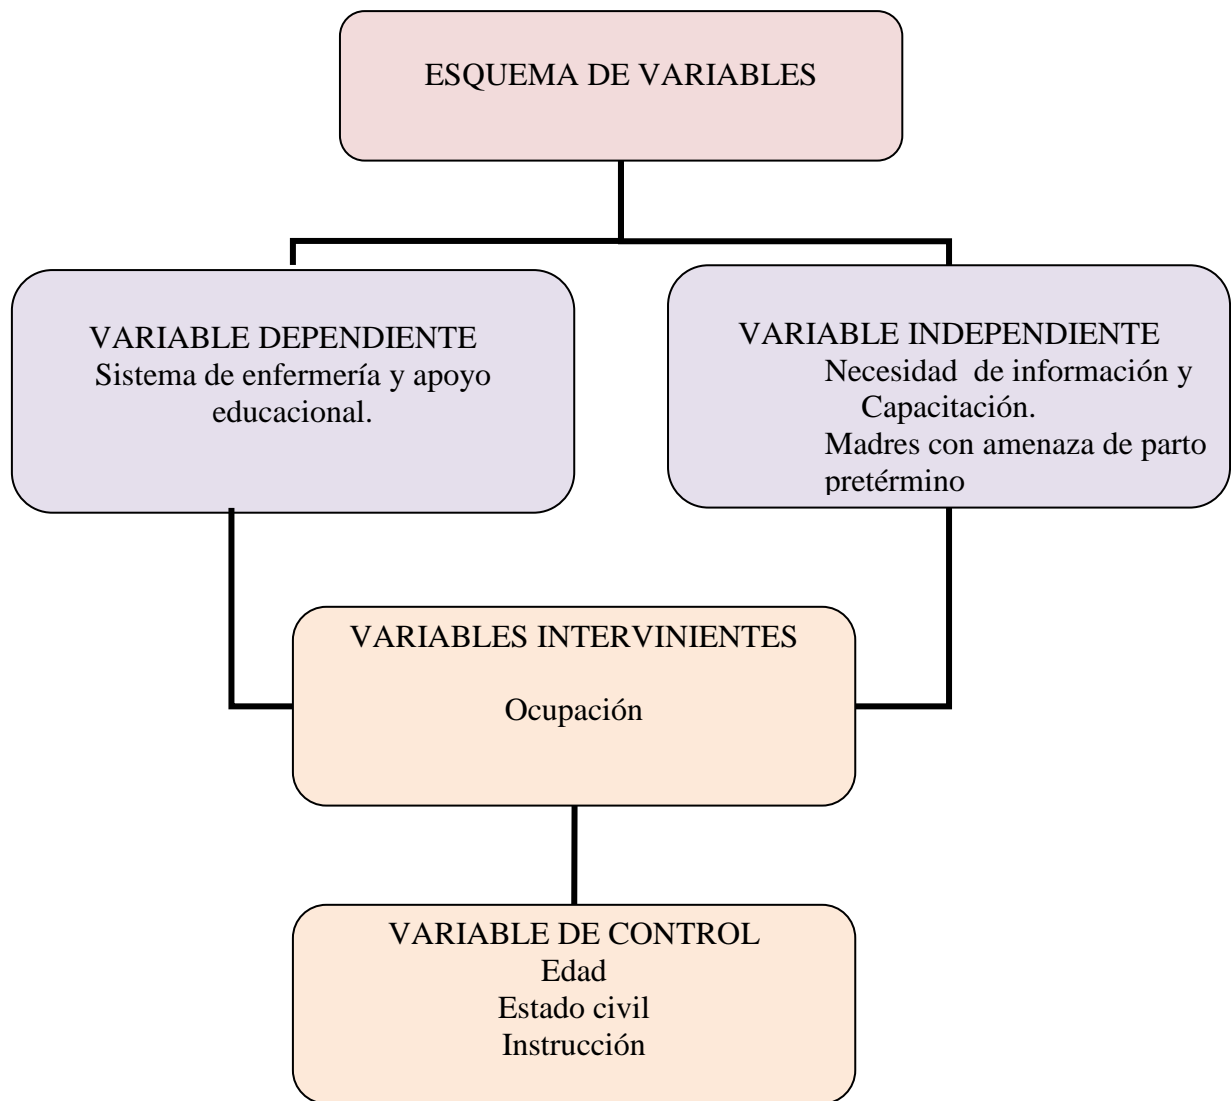 ESQUEMA DE VARIABLES
VARIABLE DEPENDIENTE
Sistema de enfermería y apoyo
educacional.
VARIABLE INDEPENDIENTE
Necesidad  de información y
Capacitación.
Madres con amenaza de parto
pretérmino
VARIABLES INTERVINIENTES
Ocupación
VARIABLE DE CONTROL
Edad
Estado civil
Instrucción